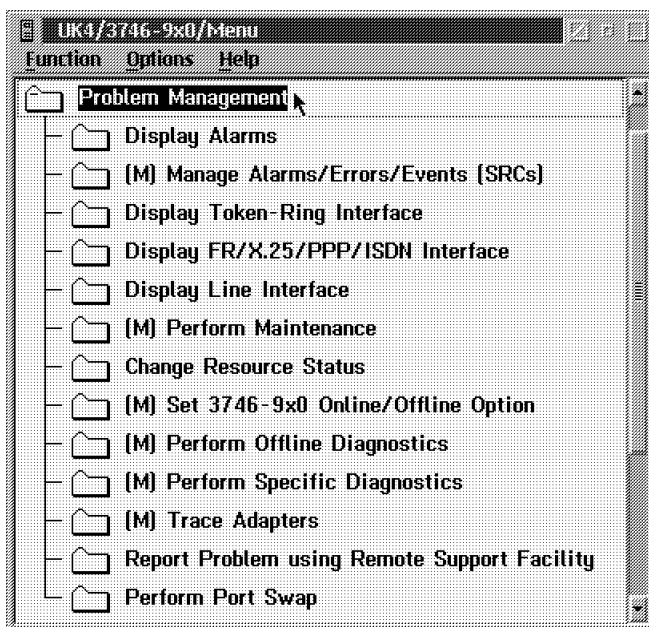 UK4/3746-9x0/Menu
Function Options Help
Problem Management
Display Alarms
(M) Manage Alarms/Errors/Events (SRCs)
Display Token-Ring Interface
Display FR/X.25/PPP/ISDN Interface
Display Line Interface
(M) Perform Maintenance
Change Resource Status
(M) Set 3746-9x0 Online/Offline Option
(M) Perform Offline Diagnostics
(M) Perform Specific Diagnostics
(M) Trace Adapters
Report Problem using Remote Support Facility
Perform Port Swap